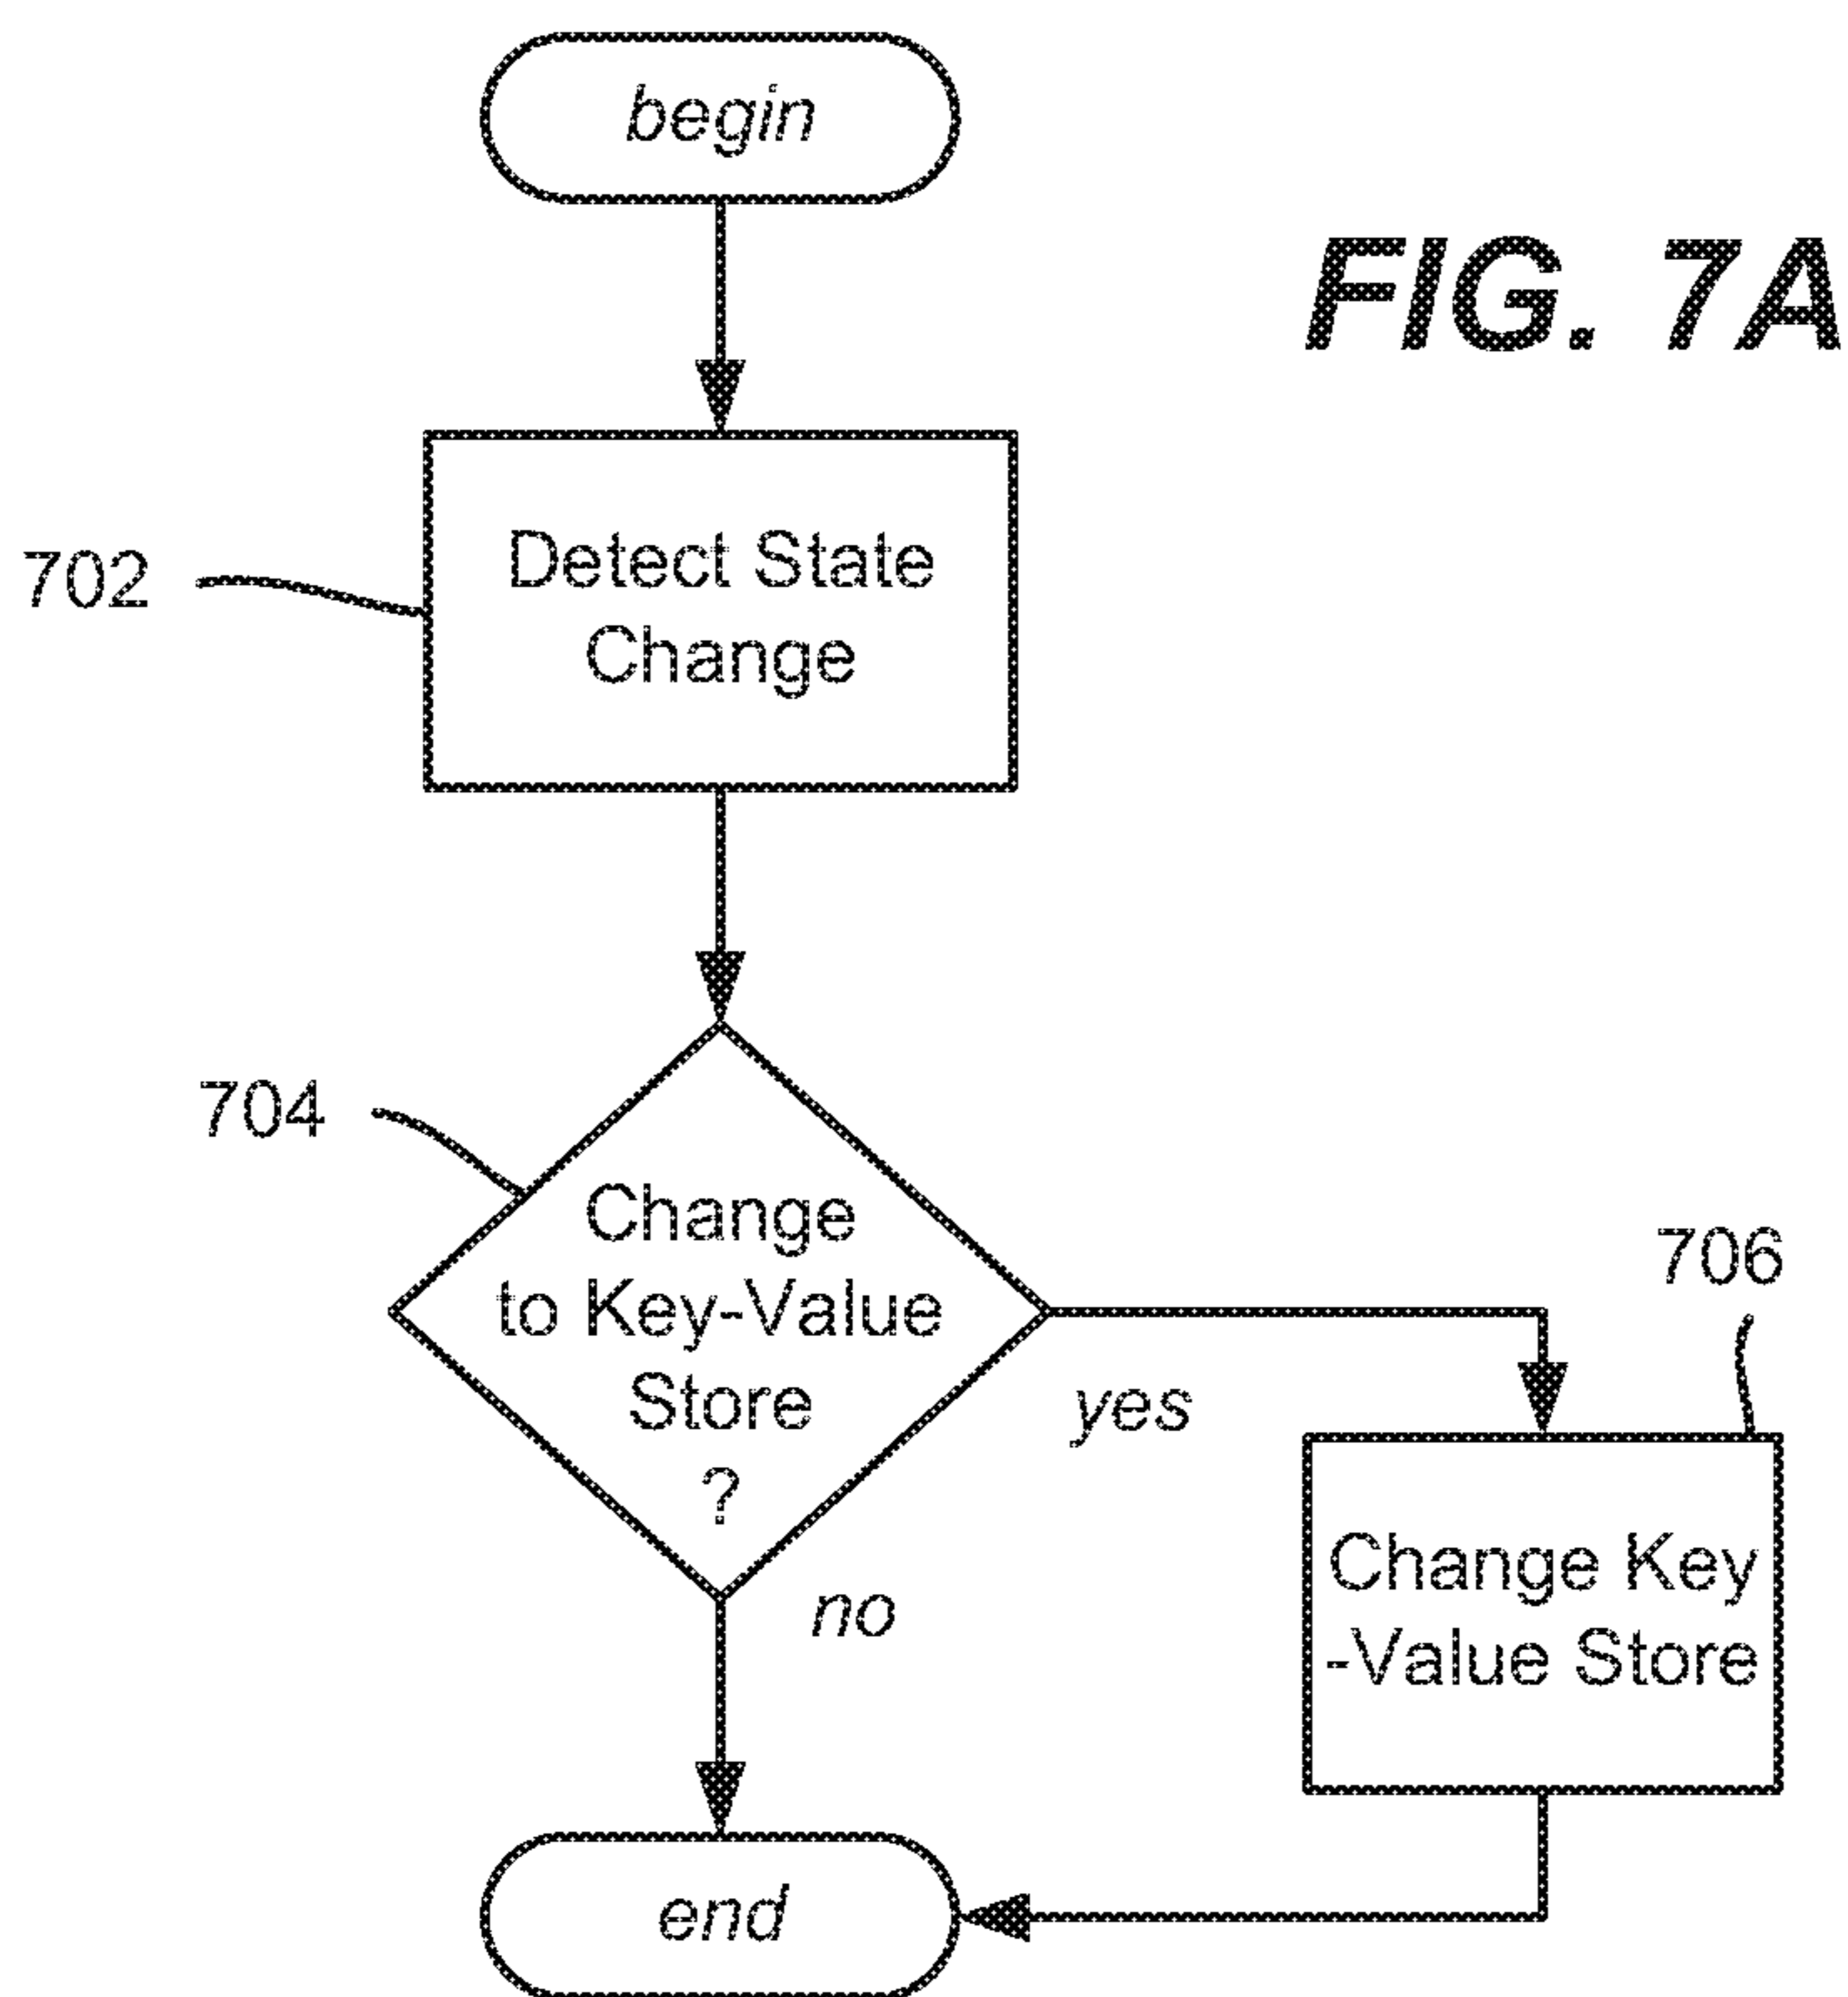 begin
FIG. 7A
702
Detect State
Change
704
Change
to Key-Value
Store
?
yes
no
706
Change Key
-Value Store
end